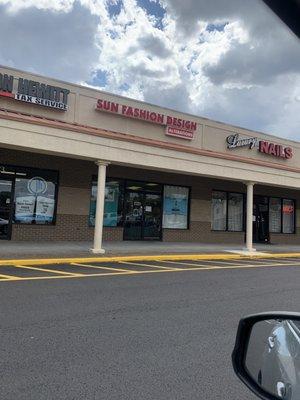 ON HEWITT
TAX SERVICE
SUN FASHION DESIGN
ALTERATIONS
Luxury
NAILS